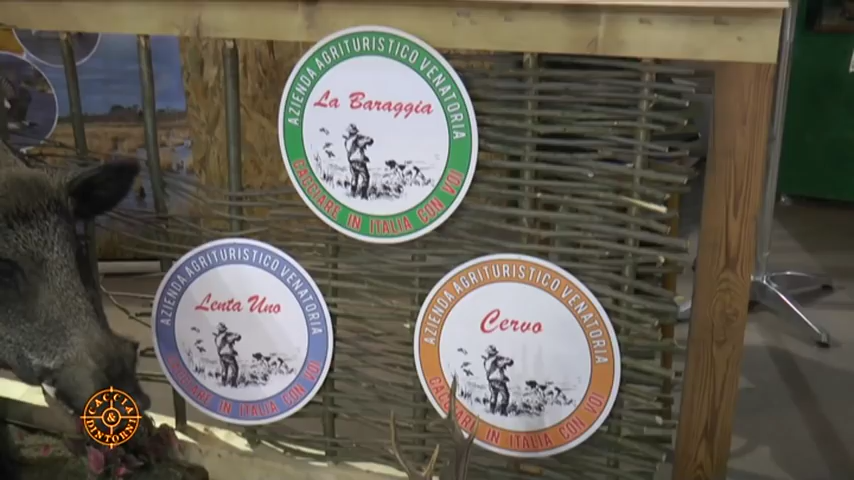 AZIENDA AGRITURISTICO VENATORIA
La Baraggia
CACCIARE IN ITALIA CON VOI
AZIENDA AGRITURISTICO VENATORIA
Lenta Uno
CACCIARE IN ITALIA CON VOI
AZIENDA AGRITURISTICO VENATORIA
Cervo
CACCIARE IN ITALIA CON VOI
CACCIA
&
DINTORNI